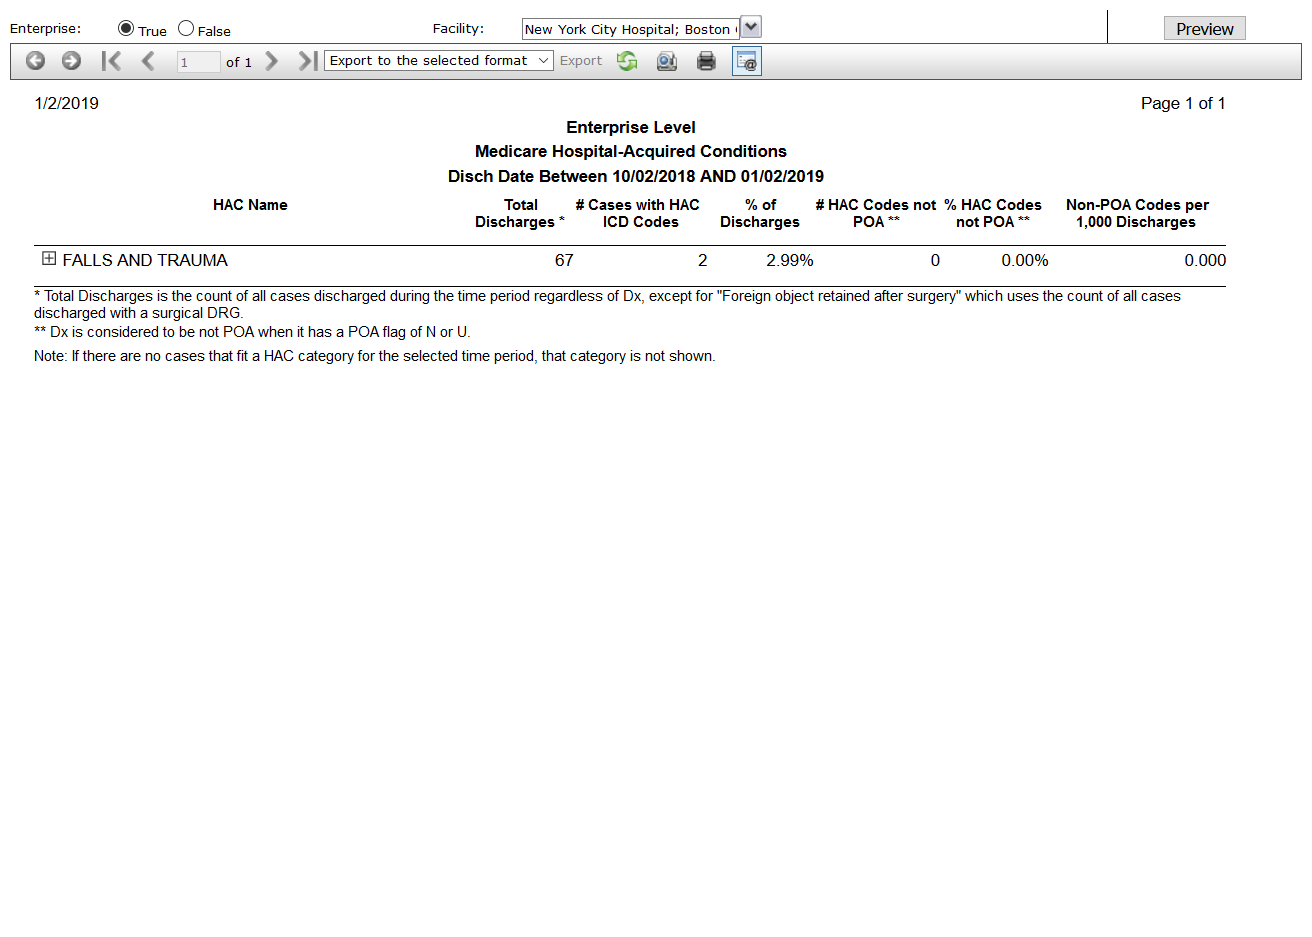 Enterprise: True False Facility: New York City Hospital; Boston Preview
1 of 1 Export to the selected format Export
1/2/2019 Page 1 of 1
Enterprise Level
Medicare Hospital-Acquired Conditions
Disch Date Between 10/02/2018 AND 01/02/2019
HAC Name Total # Cases with HAC % of # HAC Codes not % HAC Codes Non-POA Codes per
Discharges * ICD Codes Discharges POA ** not POA ** 1,000 Discharges
FALLS AND TRAUMA 67 2 2.99% 0 0.00% 0.000
* Total Discharges is the count of all cases discharged during the time period regardless of Dx, except for "Foreign object retained after surgery" which uses the count of all cases
discharged with a surgical DRG.
** Dx is considered to be not POA when it has a POA flag of N or U.
Note: If there are no cases that fit a HAC category for the selected time period, that category is not shown.